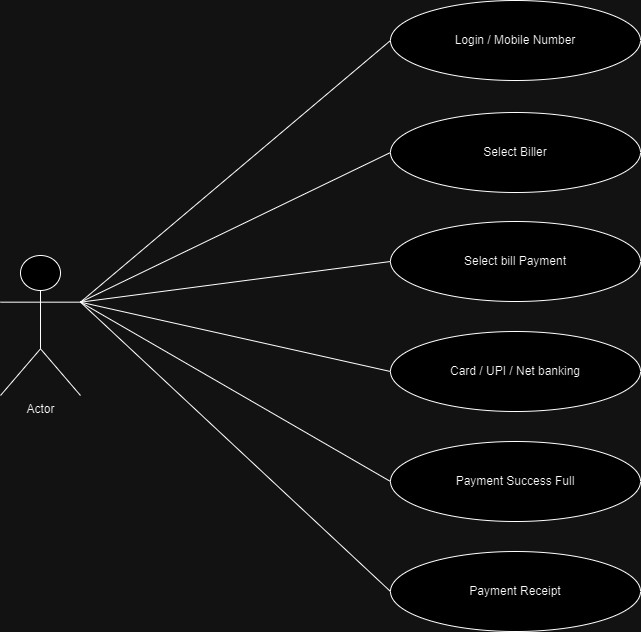 Login / Mobile Number
Select Biller
Select bill Payment
Card / UPI / Net banking
Actor
Payment Success Full
Payment Receipt